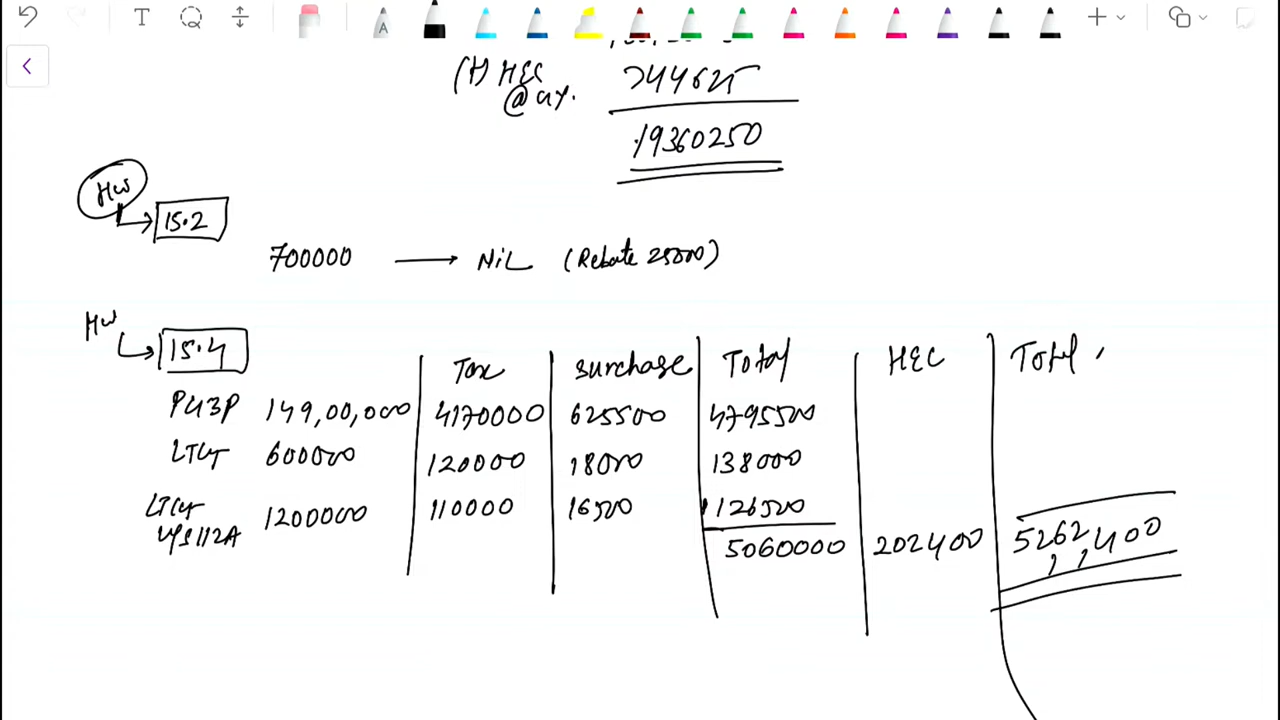 (+) HEC 744625
@ 4%.
19360250
Hw
15.2
700000 → NiL (Rebate 25000)
Hw
15.4
Tax surcharge Total HEC Total
149,00,000 4170000 625500 4795500
LTCG 600000 120000 18000 138000
LTCG 1200000 110000 16500 126500
u/s 112A
5060000 202400 5262,400